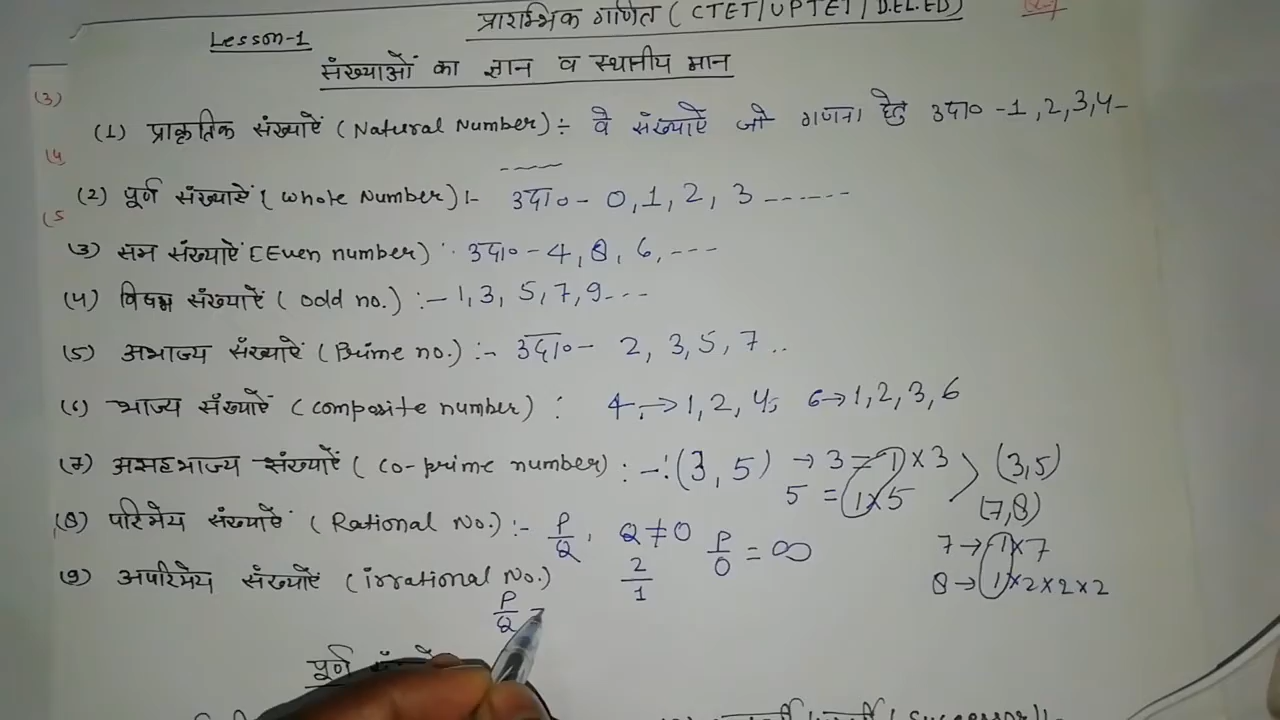 प्रारम्भिक गणित ( CTET/UPTET/D.EL.ED)
Lesson-1
संख्याओं का ज्ञान व स्थानीय मान
(3)
(1) प्राकृतिक संख्याऐं (Natural Number) :- वे संख्याऐं जो गणना हेतु उदा० -1,2,3,4-
(4
(2) पूर्ण संख्याऐं ( Whole Number) :- उदा० - 0,1,2,3 ------
(5
(3) सम संख्याऐं [Even number) उदा० - 4, 8, 6, ---
(4) विषम संख्याऐं ( odd no.) :- 1,3, 5,7,9---
(5) अभाज्य संख्याऐं (Prime no.) :- उदा० - 2, 3,5, 7 ..
(6) भाज्य संख्याऐं (composite number) : 4, → 1, 2, 4, 6→1,2,3,6
(7) असहभाज्य संख्याऐं ( Co-prime number) : - : (3, 5) → 3 = 1×3 (3,5)
5 = 1×5 (7,8)
(8) परिमेय संख्याऐं (Rational No.) :- P/Q, Q≠0 P/0 = ∞ 7→1×7
(9) अपरिमेय संख्याऐं (irrational No.) 2/1 8→1×2×2×2
P/Q
पूर्ण
(Successor) :-